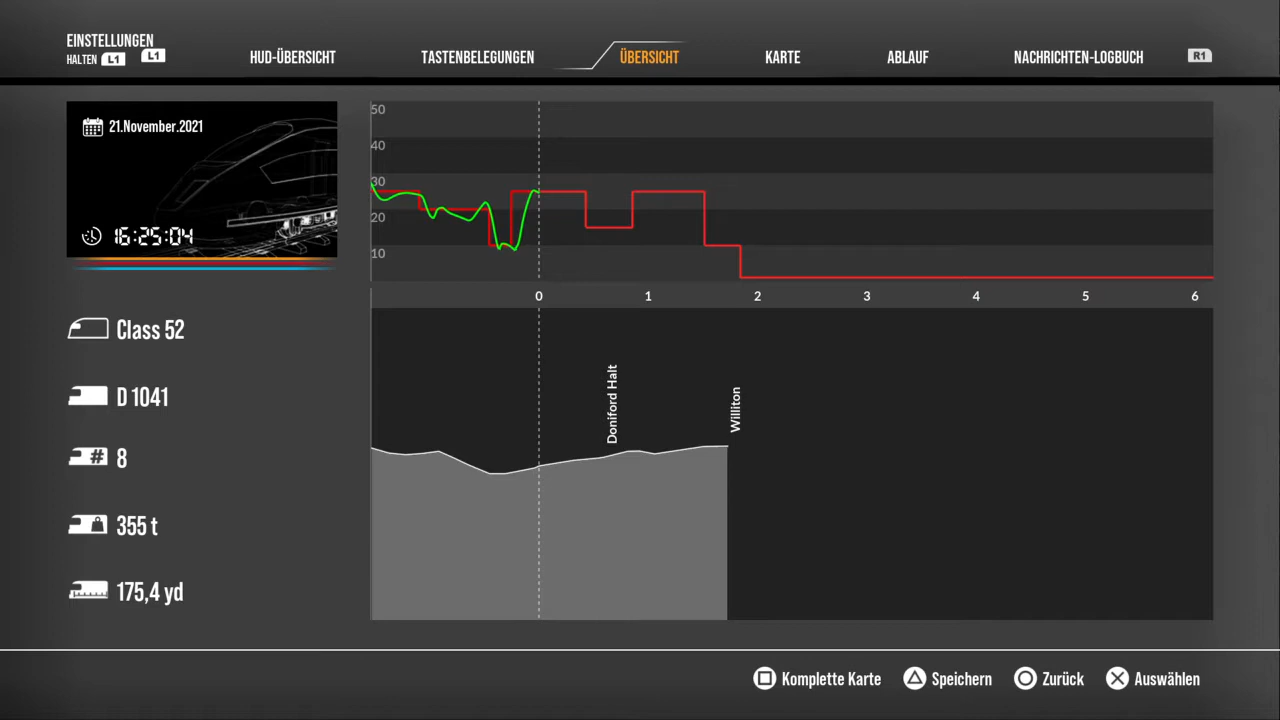 EINSTELLUNGEN
HALTEN L1 L1
HUD-ÜBERSICHT
TASTENBELEGUNGEN
ÜBERSICHT
KARTE
ABLAUF
NACHRICHTEN-LOGBUCH
R1
21.November.2021
16:25:04
Class 52
D 1041
# 8
355 t
175,4 yd
50
40
30
20
10
0 1 2 3 4 5 6
Doniford Halt
Williton
Komplette Karte
Speichern
Zurück
Auswählen